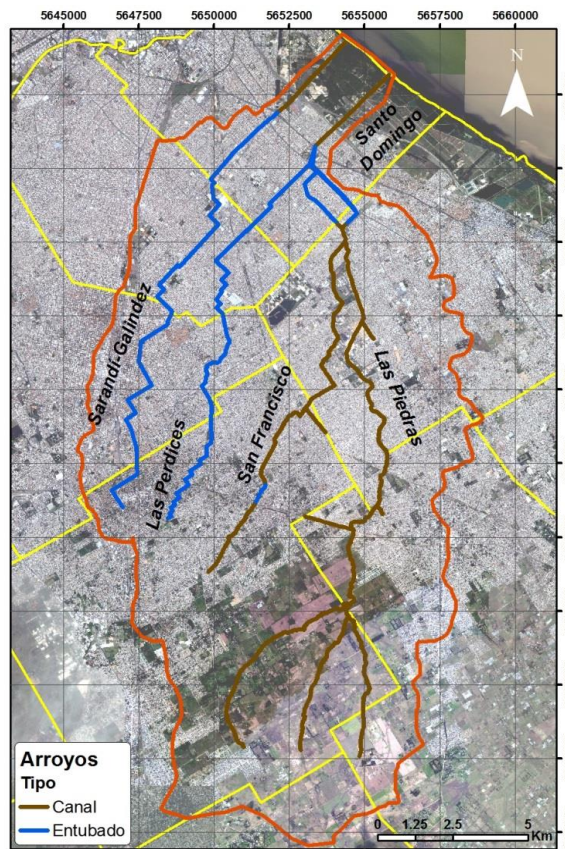 5645000 5647500 5650000 5652500 5655000 5657500 5660000
N
Santo
Domingo
Sarandí-Galíndez
Las Perdices
San Francisco
Las Piedras
Arroyos
Tipo
Canal
Entubado
0 1.25 2.5 5
Km